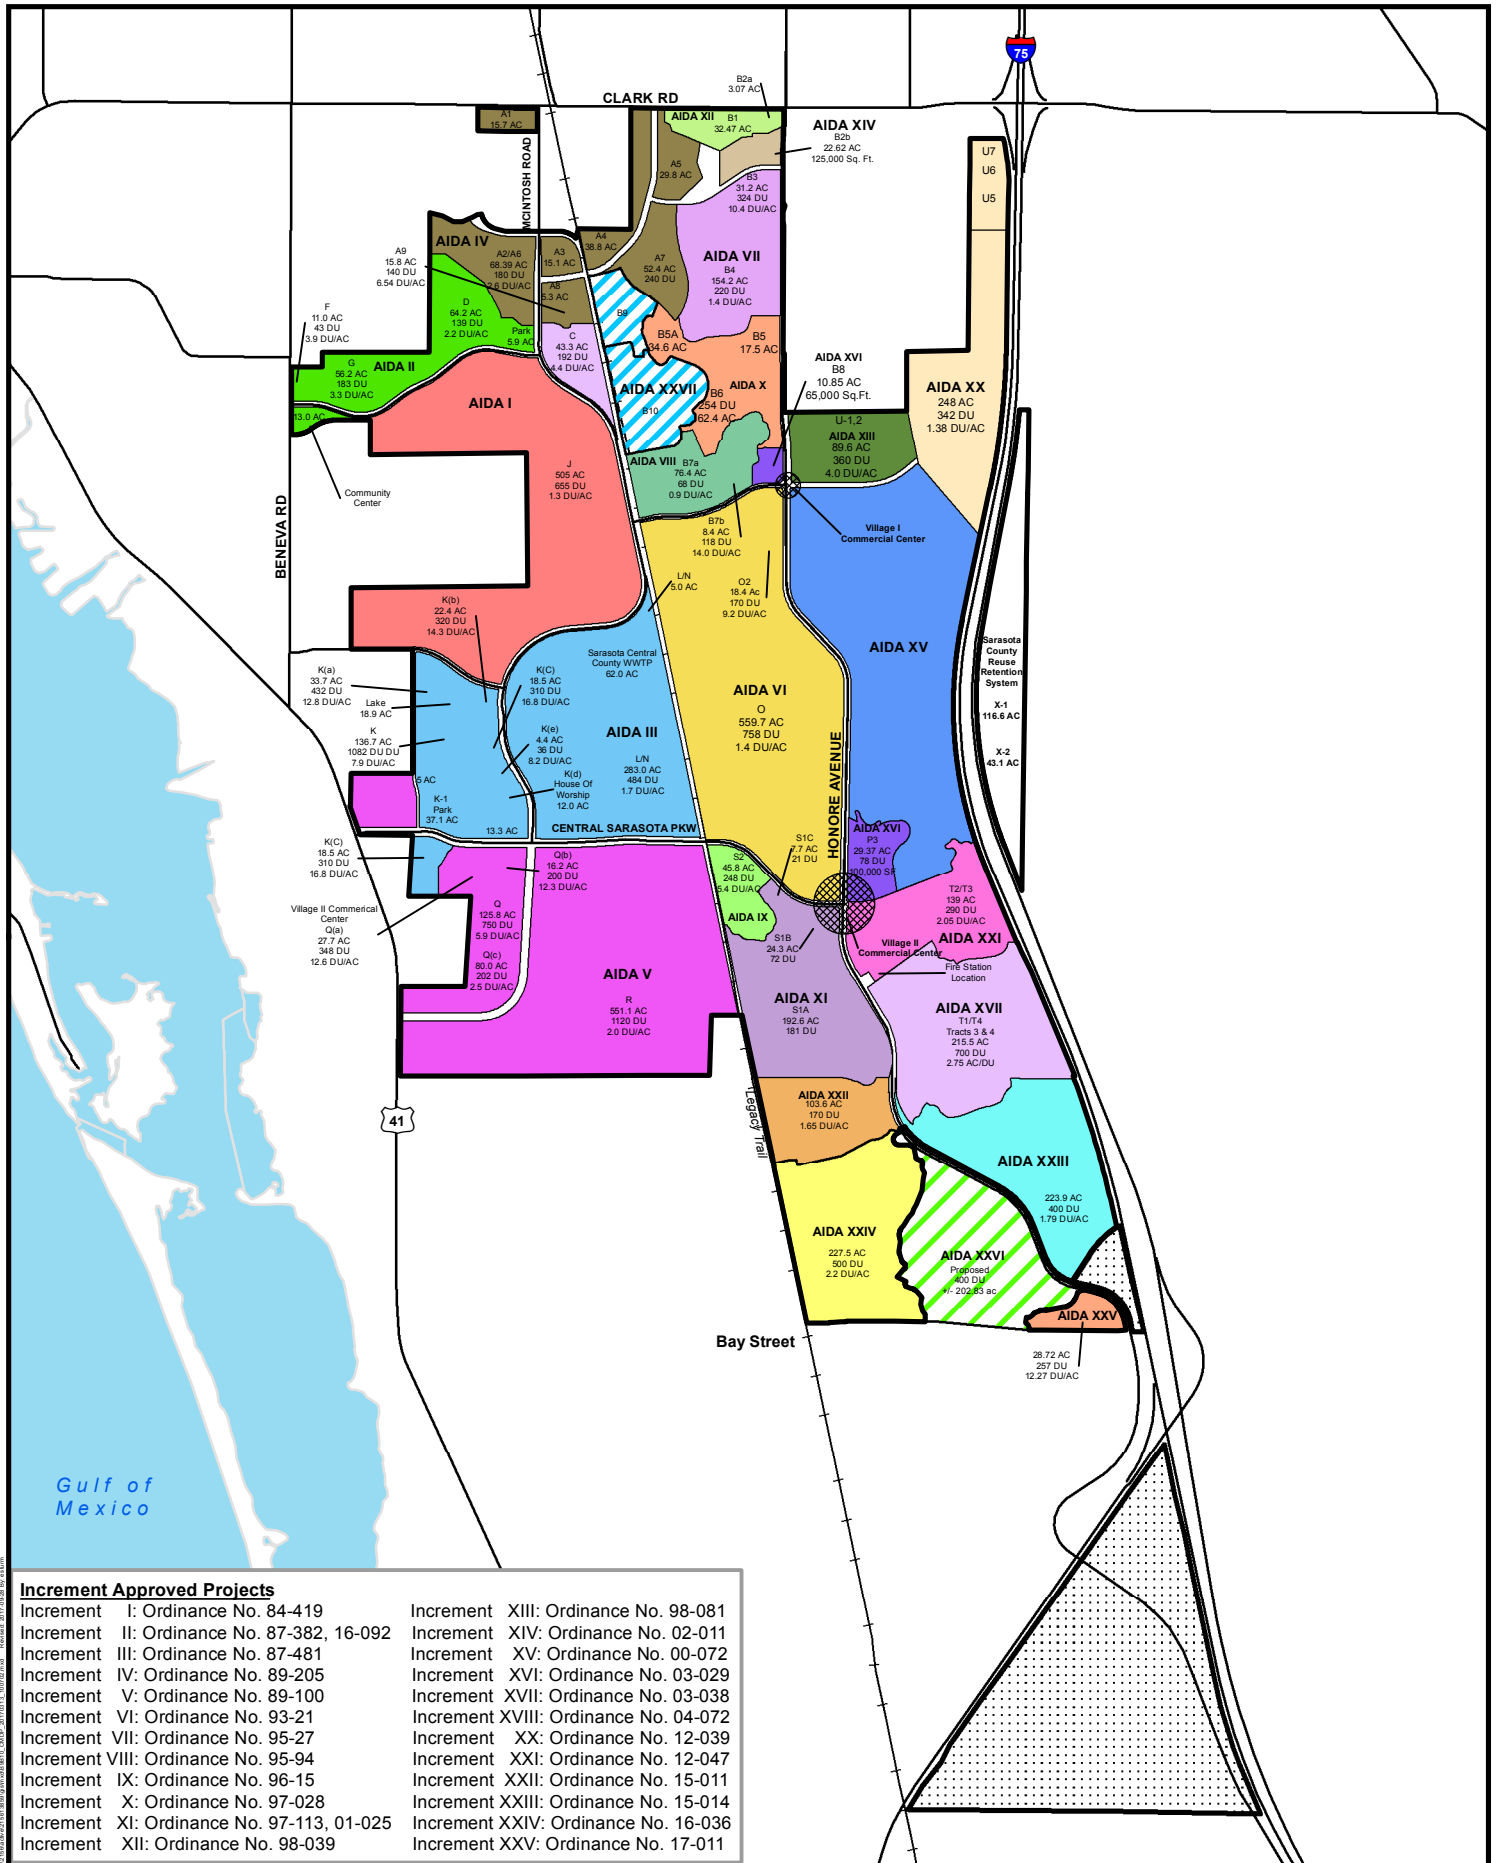 75
CLARK RD
B2a
3.07 AC
A1
15.7 AC
AIDA XII
B1
32.47 AC
AIDA XIV
B2b
22.62 AC
125,000 Sq. Ft.
MCINTOSH ROAD
A5
29.8 AC
B3
31.2 AC
324 DU
10.4 DU/AC
U7
U6
U5
A9
15.8 AC
140 DU
6.54 DU/AC
AIDA IV
A2/A6
68.39 AC
180 DU
2.6 DU/AC
A3
15.1 AC
A4
38.8 AC
A7
52.4 AC
240 DU
AIDA VII
B4
154.2 AC
220 DU
1.4 DU/AC
A8
5.3 AC
F
11.0 AC
43 DU
3.9 DU/AC
D
64.2 AC
139 DU
2.2 DU/AC
Park
5.9 AC
C
43.3 AC
192 DU
4.4 DU/AC
B9
B5A
34.6 AC
B5
17.5 AC
G
56.2 AC
183 DU
3.3 DU/AC
AIDA II
13.0 AC
AIDA I
AIDA XXVII
B10
B6
254 DU
62.4 AC
AIDA X
AIDA XVI
B8
10.85 AC
65,000 Sq.Ft.
AIDA XX
248 AC
342 DU
1.38 DU/AC
U-1,2
AIDA XIII
89.6 AC
360 DU
4.0 DU/AC
AIDA VIII
B7a
76.4 AC
68 DU
0.9 DU/AC
J
505 AC
655 DU
1.3 DU/AC
Community
Center
BENEVA RD
B7b
8.4 AC
118 DU
14.0 DU/AC
Village I
Commercial Center
L/N
5.0 AC
O2
18.4 Ac
170 DU
9.2 DU/AC
K(b)
22.4 AC
320 DU
14.3 DU/AC
Sarasota Central
County WWTP
62.0 AC
AIDA XV
Sarasota
County
Reuse
Retention
System
X-1
116.6 AC
X-2
43.1 AC
K(a)
33.7 AC
432 DU
12.8 DU/AC
Lake
18.9 AC
K
136.7 AC
1082 DU DU
7.9 DU/AC
K(C)
18.5 AC
310 DU
16.8 DU/AC
K(e)
4.4 AC
36 DU
8.2 DU/AC
K(d)
House Of
Worship
12.0 AC
AIDA III
L/N
283.0 AC
484 DU
1.7 DU/AC
AIDA VI
O
559.7 AC
758 DU
1.4 DU/AC
HONORE AVENUE
5 AC
K-1
Park
37.1 AC
13.3 AC
CENTRAL SARASOTA PKWY
K(C)
18.5 AC
310 DU
16.8 DU/AC
Q(b)
16.2 AC
200 DU
12.3 DU/AC
S2
45.8 AC
248 DU
5.4 DU/AC
AIDA IX
S1C
7.7 AC
21 DU
AIDA XVI
P3
29.37 AC
78 DU
100,000 SF
T2/T3
139 AC
290 DU
2.05 DU/AC
AIDA XXI
Village II Commerical
Center
Q(a)
27.7 AC
348 DU
12.6 DU/AC
Q
125.8 AC
750 DU
5.9 DU/AC
Q(c)
80.0 AC
202 DU
2.5 DU/AC
S1B
24.3 AC
72 DU
Village II
Commercial Center
Fire Station
Location
AIDA V
R
551.1 AC
1120 DU
2.0 DU/AC
AIDA XI
S1A
192.6 AC
181 DU
AIDA XVII
T1/T4
Tracts 3 & 4
215.5 AC
700 DU
2.75 AC/DU
41
Legacy Trail
AIDA XXII
103.6 AC
170 DU
1.65 DU/AC
AIDA XXIII
223.9 AC
400 DU
1.79 DU/AC
AIDA XXIV
227.5 AC
500 DU
2.2 DU/AC
AIDA XXVI
Proposed
400 DU
+/- 202.83 ac
AIDA XXV
28.72 AC
257 DU
12.27 DU/AC
Bay Street
Gulf of
Mexico
Increment Approved Projects
Increment I: Ordinance No. 84-419
Increment II: Ordinance No. 87-382, 16-092
Increment III: Ordinance No. 87-481
Increment IV: Ordinance No. 89-205
Increment V: Ordinance No. 89-100
Increment VI: Ordinance No. 93-21
Increment VII: Ordinance No. 95-27
Increment VIII: Ordinance No. 95-94
Increment IX: Ordinance No. 96-15
Increment X: Ordinance No. 97-028
Increment XI: Ordinance No. 97-113, 01-025
Increment XII: Ordinance No. 98-039
Increment XIII: Ordinance No. 98-081
Increment XIV: Ordinance No. 02-011
Increment XV: Ordinance No. 00-072
Increment XVI: Ordinance No. 03-029
Increment XVII: Ordinance No. 03-038
Increment XVIII: Ordinance No. 04-072
Increment XX: Ordinance No. 12-039
Increment XXI: Ordinance No. 12-047
Increment XXII: Ordinance No. 15-011
Increment XXIII: Ordinance No. 15-014
Increment XXIV: Ordinance No. 16-036
Increment XXV: Ordinance No. 17-011